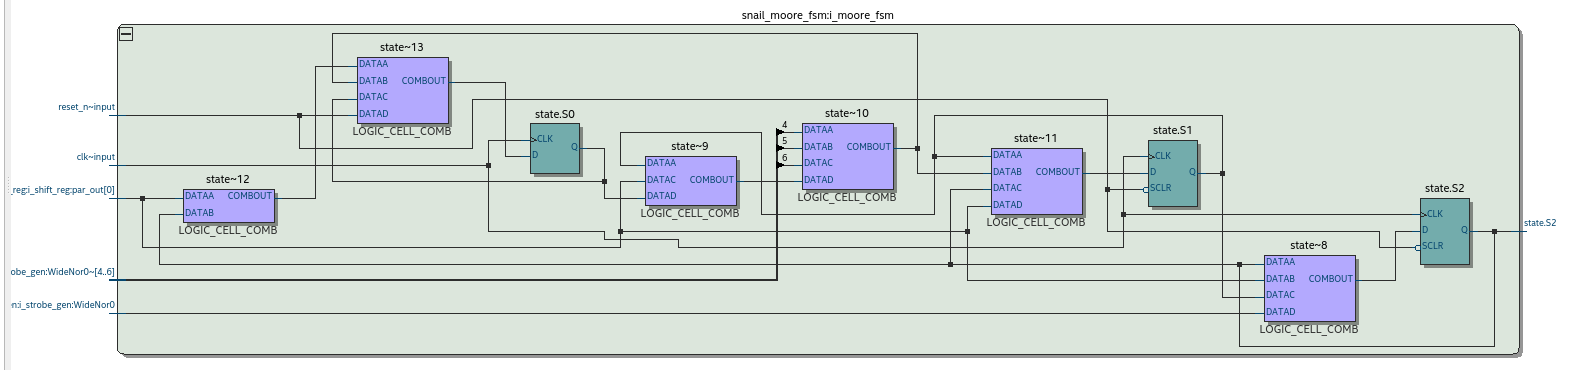 snail_moore_fsm:i_moore_fsm
state~13
DATAA
DATAB COMBOUT
DATAC
DATAD
LOGIC_CELL_COMB
reset_n~input
clk~input
_reg:i_shift_reg:par_out[0]
state~12
DATAA COMBOUT
DATAB
LOGIC_CELL_COMB
obe_gen:WideNor0~[4..6]
n:i_strobe_gen:WideNor0
state.S0
CLK
D
Q
state~9
DATAA
DATAC COMBOUT
DATAD
LOGIC_CELL_COMB
state~10
4
5
6
DATAA
DATAB COMBOUT
DATAC
DATAD
LOGIC_CELL_COMB
state~11
DATAA
DATAB COMBOUT
DATAC
DATAD
LOGIC_CELL_COMB
state.S1
CLK
D Q
SCLR
state.S2
CLK
D Q
SCLR
state~8
DATAA
DATAB COMBOUT
DATAC
DATAD
LOGIC_CELL_COMB
state.S2